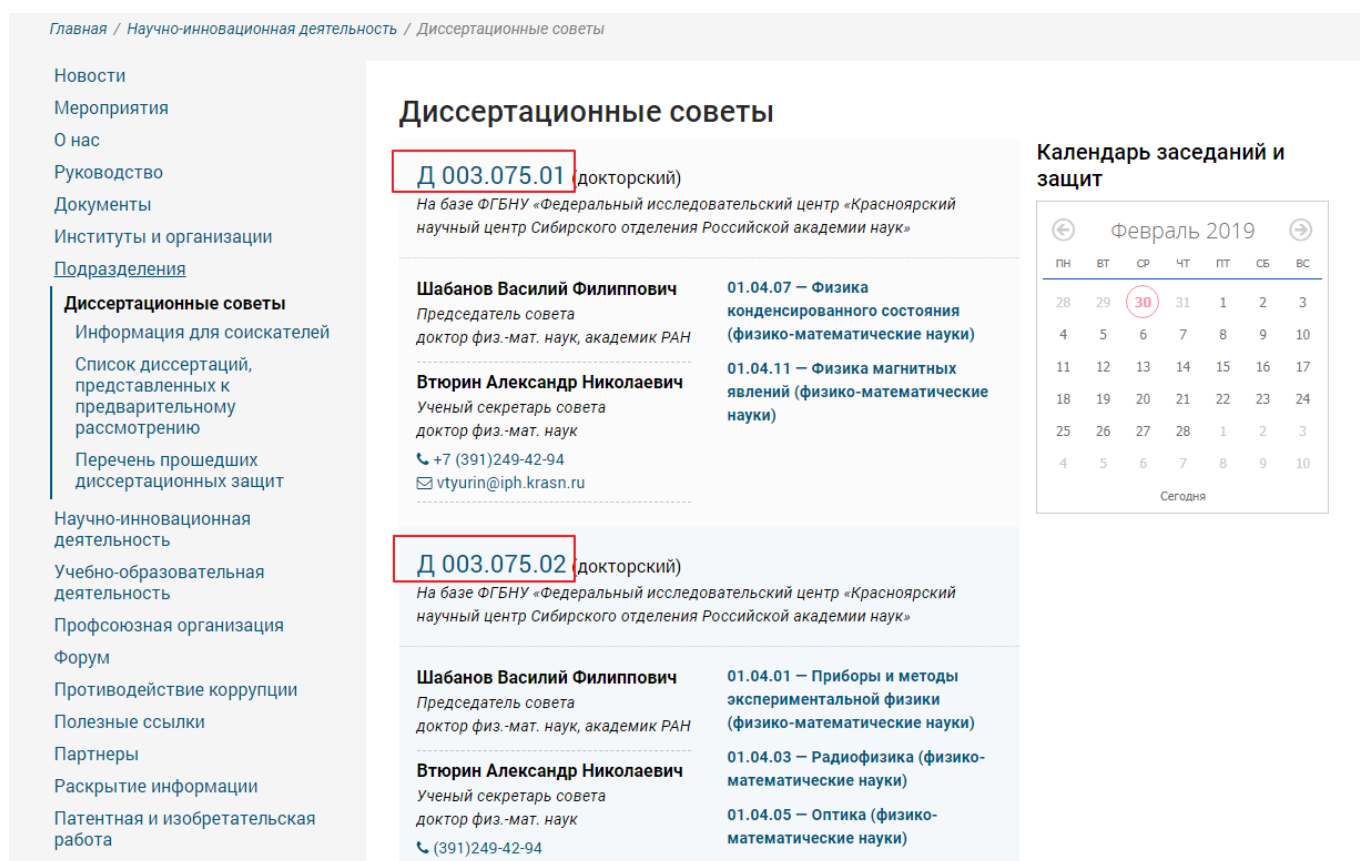 Главная / Научно-инновационная деятельность / Диссертационные советы
Новости
Мероприятия
О нас
Руководство
Документы
Институты и организации
Подразделения
Диссертационные советы
Информация для соискателей
Список диссертаций,
представленных к
предварительному
рассмотрению
Перечень прошедших
диссертационных защит
Научно-инновационная
деятельность
Учебно-образовательная
деятельность
Профсоюзная организация
Форум
Противодействие коррупции
Полезные ссылки
Партнеры
Раскрытие информации
Патентная и изобретательская
работа
Диссертационные советы
Д 003.075.01 (докторский)
На базе ФГБНУ «Федеральный исследовательский центр «Красноярский
научный центр Сибирского отделения Российской академии наук»
Шабанов Василий Филиппович
Председатель совета
доктор физ.-мат. наук, академик РАН
Втюрин Александр Николаевич
Ученый секретарь совета
доктор физ.-мат. наук
+7 (391)249-42-94
vtyurin@iph.krasn.ru
01.04.07 — Физика
конденсированного состояния
(физико-математические науки)
01.04.11 — Физика магнитных
явлений (физико-математические
науки)
Д 003.075.02 (докторский)
На базе ФГБНУ «Федеральный исследовательский центр «Красноярский
научный центр Сибирского отделения Российской академии наук»
Шабанов Василий Филиппович
Председатель совета
доктор физ.-мат. наук, академик РАН
Втюрин Александр Николаевич
Ученый секретарь совета
доктор физ.-мат. наук
(391)249-42-94
01.04.01 — Приборы и методы
экспериментальной физики
(физико-математические науки)
01.04.03 — Радиофизика (физико-
математические науки)
01.04.05 — Оптика (физико-
математические науки)
Календарь заседаний и
защит
Февраль 2019
ПН ВТ СР ЧТ ПТ СБ ВС
28 29 30 31 1 2 3
4 5 6 7 8 9 10
11 12 13 14 15 16 17
18 19 20 21 22 23 24
25 26 27 28 1 2 3
4 5 6 7 8 9 10
Сегодня